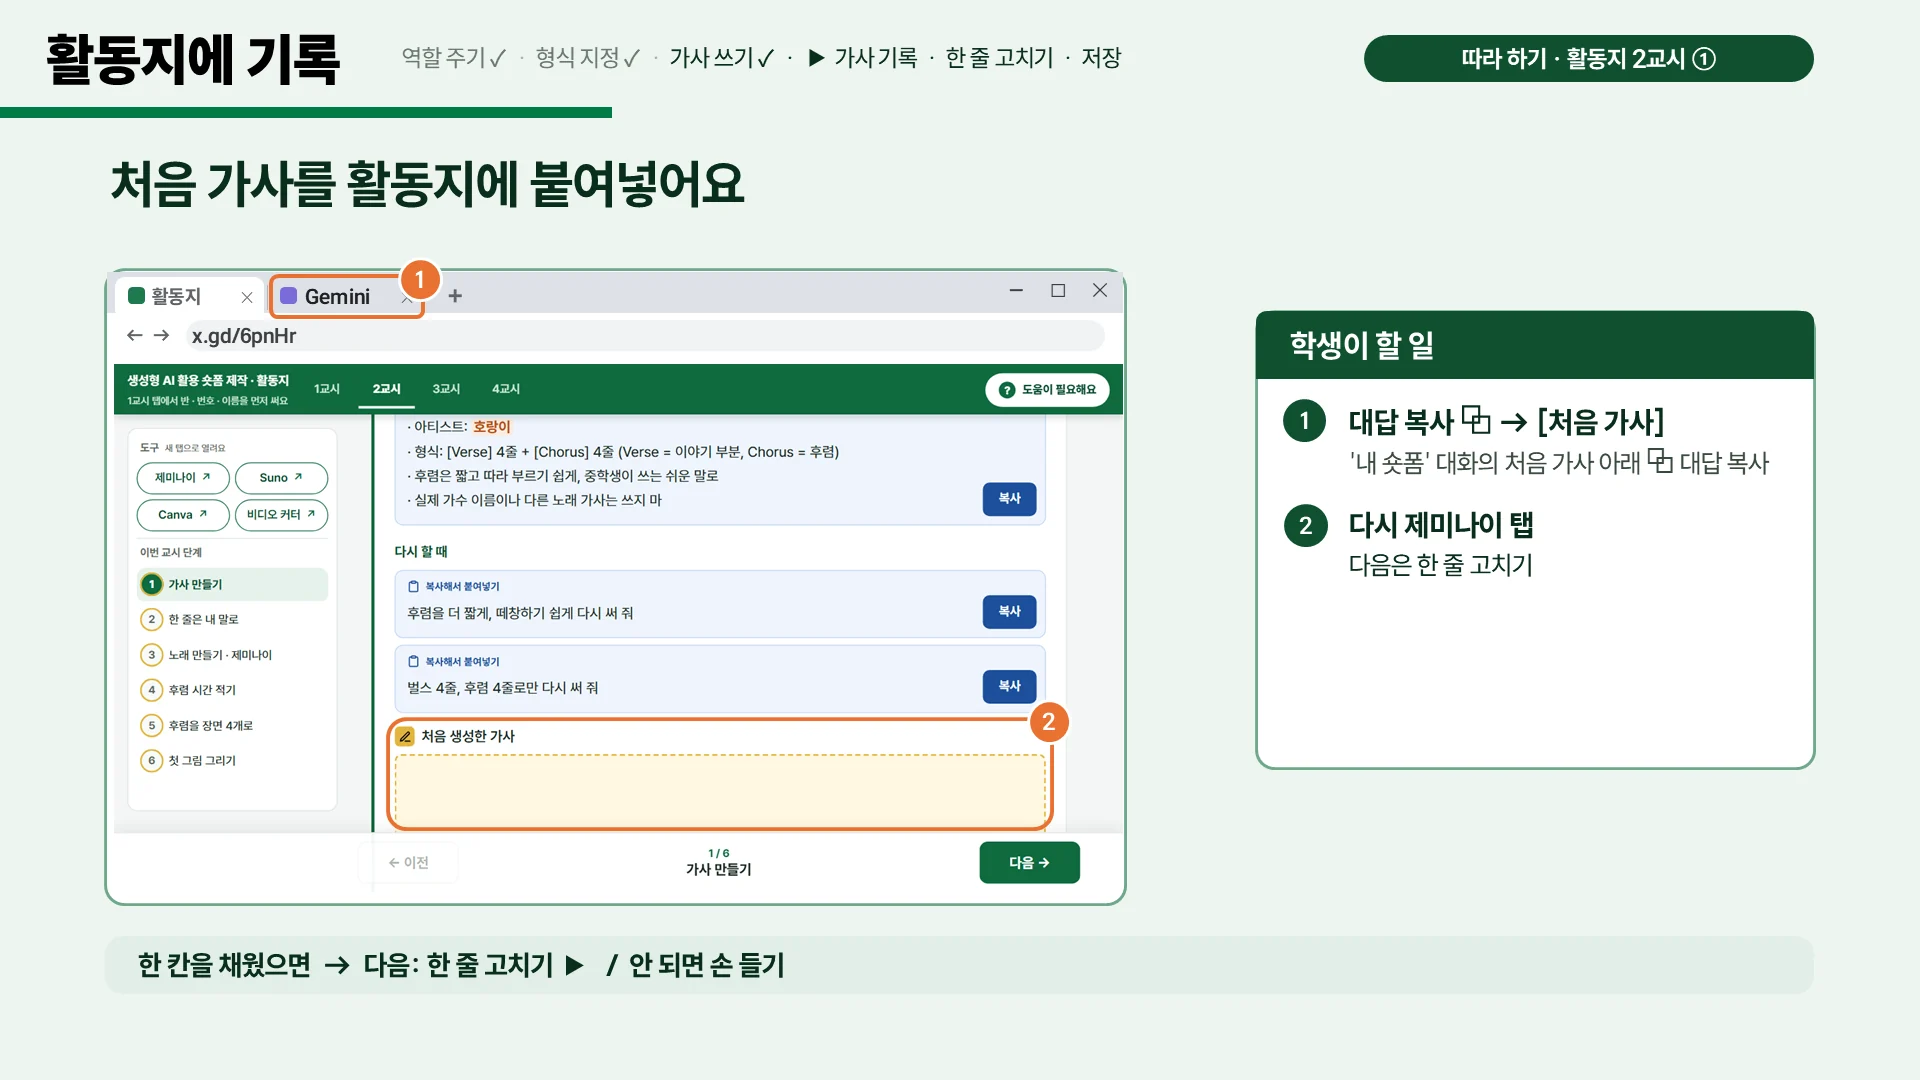 활동지에 기록
역할 주기 ✓ · 형식 지정 ✓ · 가사 쓰기 ✓ · ▶ 가사 기록 · 한 줄 고치기 · 저장
따라 하기 · 활동지 2교시 ①
처음 가사를 활동지에 붙여넣어요
활동지
Gemini
1
x.gd/6pnHr
생성형 AI 활용 숏폼 제작 · 활동지
1교시 탭에서 반 · 번호 · 이름을 먼저 써요
1교시 2교시 3교시 4교시
? 도움이 필요해요
도구 새 탭으로 열려요
제미나이 ↗ Suno ↗
Canva ↗ 비디오 커터 ↗
이번 교시 단계
1 가사 만들기
2 한 줄은 내 말로
3 노래 만들기 · 제미나이
4 후렴 시간 적기
5 후렴을 장면 4개로
6 첫 그림 그리기
· 아티스트: 호랑이
· 형식: [Verse] 4줄 + [Chorus] 4줄 (Verse = 이야기 부분, Chorus = 후렴)
· 후렴은 짧고 따라 부르기 쉽게, 중학생이 쓰는 쉬운 말로
· 실제 가수 이름이나 다른 노래 가사는 쓰지 마
복사
다시 할 때
복사해서 붙여넣기
후렴을 더 짧게, 떼창하기 쉽게 다시 써 줘
복사
복사해서 붙여넣기
벌스 4줄, 후렴 4줄로만 다시 써 줘
복사
2
처음 생성한 가사
← 이전
1 / 6
가사 만들기
다음 →
학생이 할 일
1 대답 복사 → [처음 가사]
'내 숏폼' 대화의 처음 가사 아래 대답 복사
2 다시 제미나이 탭
다음은 한 줄 고치기
한 칸을 채웠으면 → 다음: 한 줄 고치기 ▶ / 안 되면 손 들기